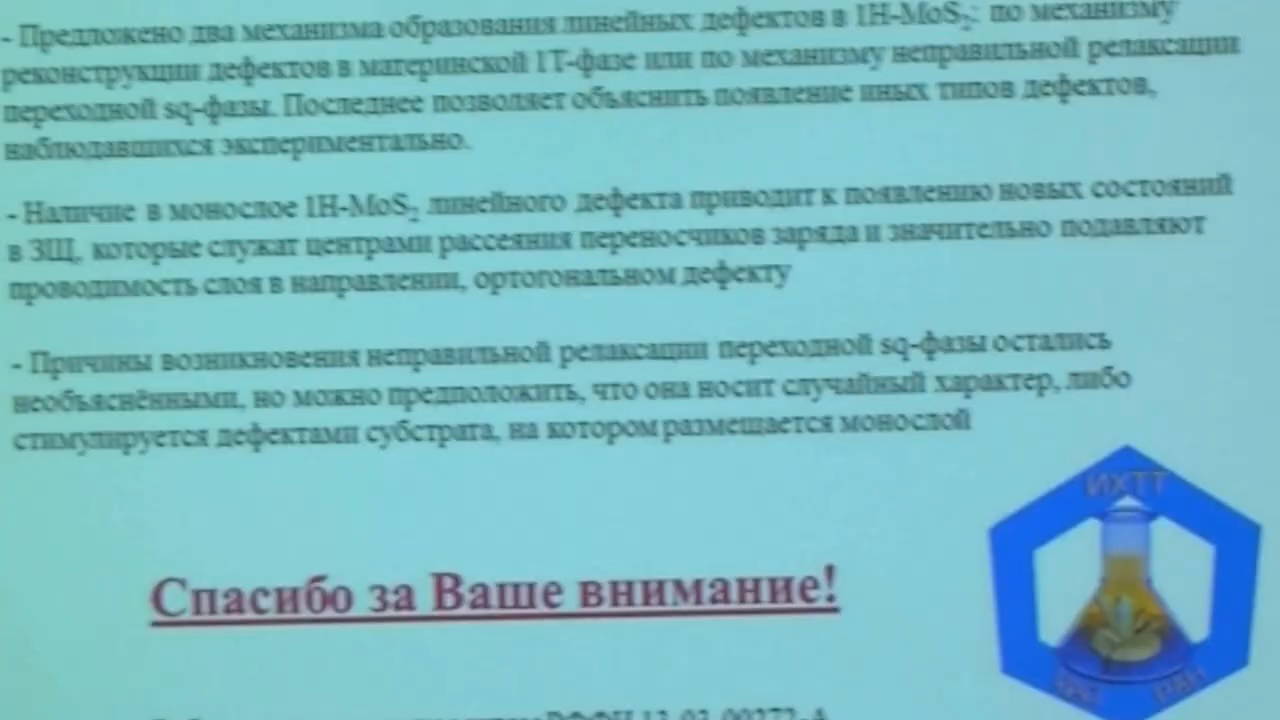 - Предложено два механизма образования линейных дефектов в 1H-MoS₂: по механизму
реконструкции дефектов в материнской 1Т-фазе или по механизму неправильной релаксации
переходной sq-фазы. Последнее позволяет объяснить появление иных типов дефектов,
наблюдавшихся экспериментально.
- Наличие в монослое 1H-MoS₂ линейного дефекта приводит к появлению новых состояний
в ЗЩ, которые служат центрами рассеяния переносчиков заряда и значительно подавляют
проводимость слоя в направлении, ортогональном дефекту
- Причины возникновения неправильной релаксации переходной sq-фазы остались
необъяснёнными, но можно предположить, что она носит случайный характер, либо
стимулируется дефектами субстрата, на котором размещается монослой
ИХТТ
РАН
Спасибо за Ваше внимание!